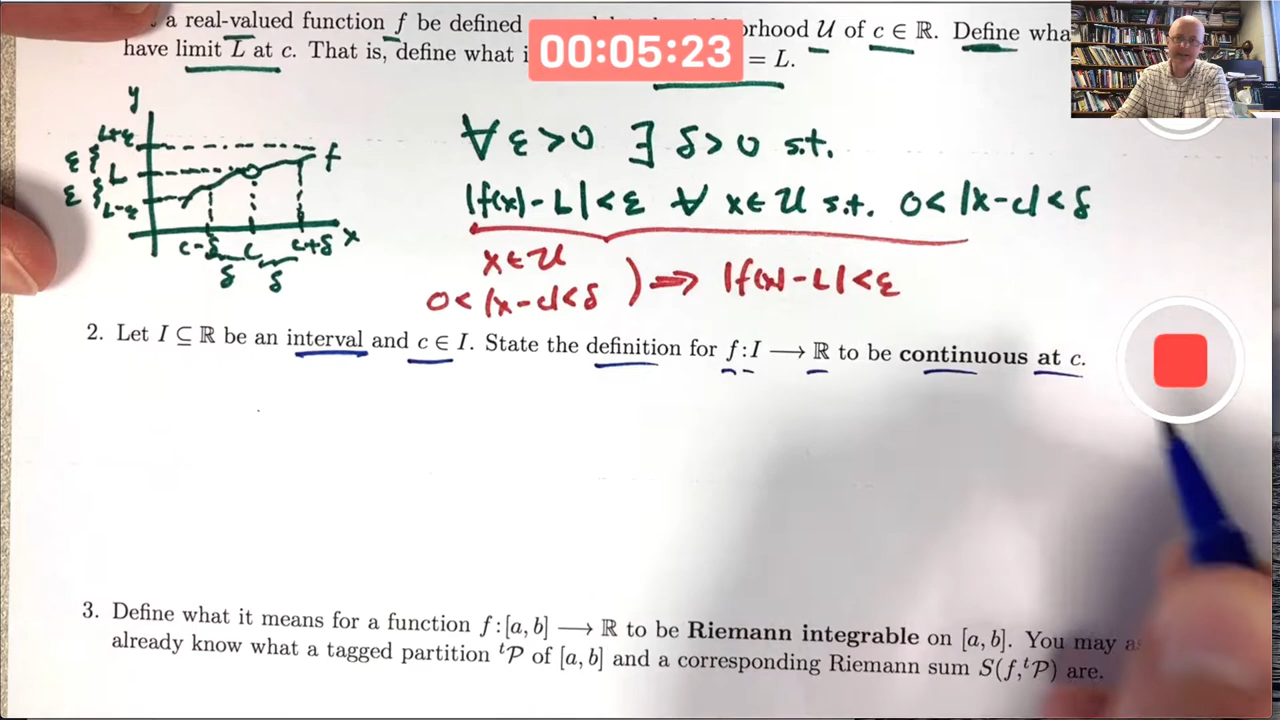 a real-valued function f be defined rhood U of c ∈ ℝ. Define
have limit L at c. That is, define what = L.
00:05:23
y
L+ε
ε
L
ε
L-ε
f
c-δ c c+δ x
δ δ
∀ ε>0 ∃ δ>0 s.t.
|f(x)-L|<ε ∀ x∈U s.t. 0<|x-c|<δ
x∈U
0<|x-c|<δ ) ⟹ |f(x)-L|<ε
2. Let I ⊆ ℝ be an interval and c ∈ I. State the definition for f : I ⟶ ℝ to be continuous at c.
3. Define what it means for a function f : [a, b] ⟶ ℝ to be Riemann integrable on [a, b]. You may
already know what a tagged partition ᵗP of [a, b] and a corresponding Riemann sum S(f, ᵗP) are.